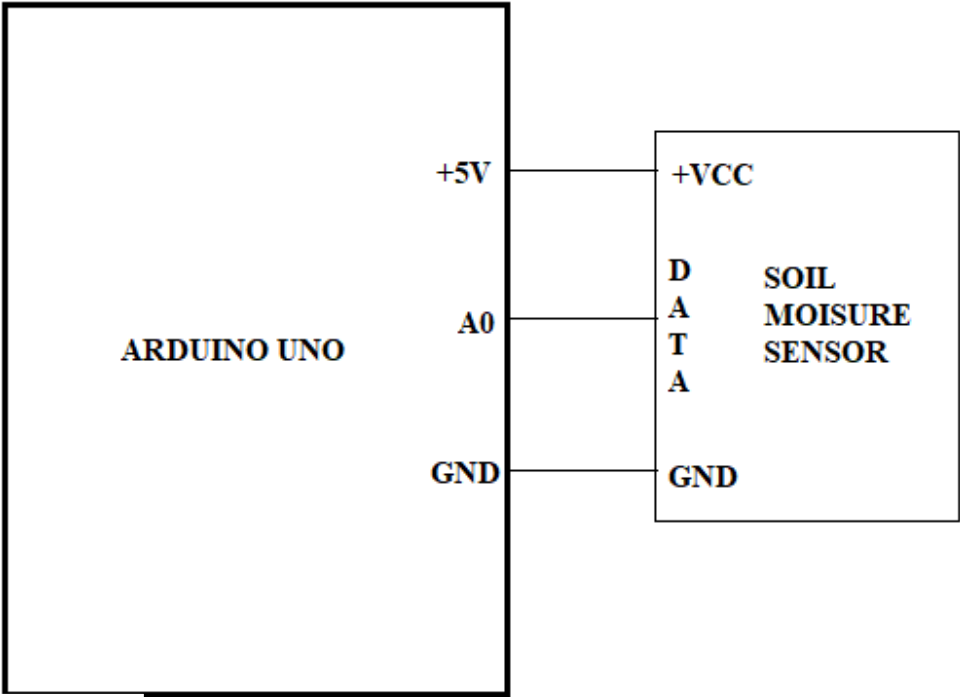 +5V
+VCC
D
A
T
A
SOIL
MOISURE
SENSOR
A0
ARDUINO UNO
GND
GND